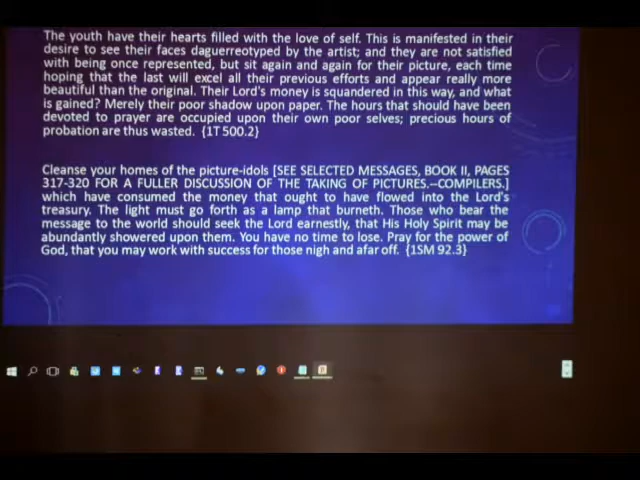 The youth have their hearts filled with the love of self. This is manifested in their
desire to see their faces daguerreotyped by the artist; and they are not satisfied
with being once represented, but sit again and again for their picture, each time
hoping that the last will excel all their previous efforts and appear really more
beautiful than the original. Their Lord's money is squandered in this way, and what
is gained? Merely their poor shadow upon paper. The hours that should have been
devoted to prayer are occupied upon their own poor selves; precious hours of
probation are thus wasted. {1T 500.2}
Cleanse your homes of the picture-idols [SEE SELECTED MESSAGES, BOOK II, PAGES
317-320 FOR A FULLER DISCUSSION OF THE TAKING OF PICTURES.--COMPILERS.]
which have consumed the money that ought to have flowed into the Lord's
treasury. The light must go forth as a lamp that burneth. Those who bear the
message to the world should seek the Lord earnestly, that His Holy Spirit may be
abundantly showered upon them. You have no time to lose. Pray for the power of
God, that you may work with success for those nigh and afar off. {1SM 92.3}